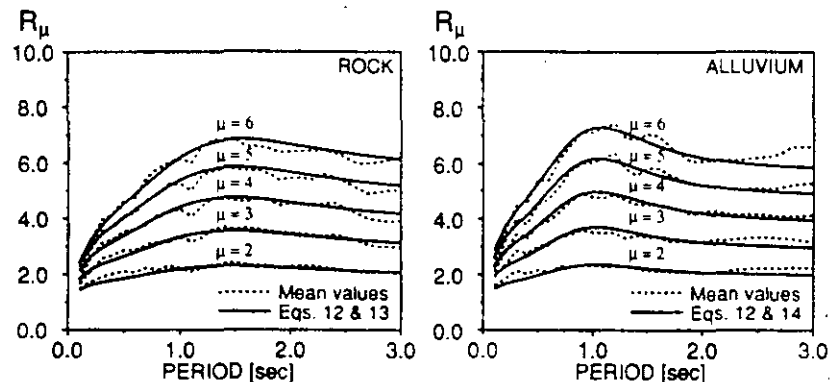 Rμ
10.0
8.0
6.0
4.0
2.0
0.0
ROCK
μ = 6
μ = 5
μ = 4
μ = 3
μ = 2
Mean values
Eqs. 12 & 13
0.0 1.0 2.0 3.0
PERIOD [sec]
Rμ
10.0
8.0
6.0
4.0
2.0
0.0
ALLUVIUM
μ = 6
μ = 5
μ = 4
μ = 3
μ = 2
Mean values
Eqs. 12 & 14
0.0 1.0 2.0 3.0
PERIOD [sec]